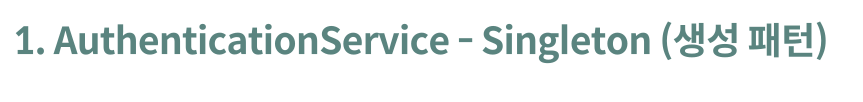 1. AuthenticationService - Singleton (생성 패턴)